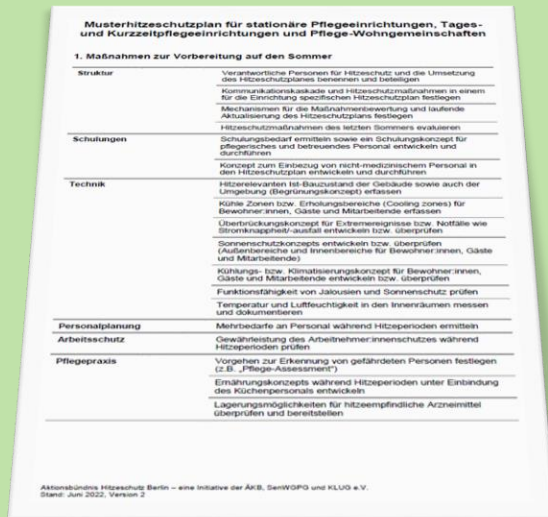 Musterhitzeschutzplan für stationäre Pflegeeinrichtungen, Tages-
und Kurzzeitpflegeeinrichtungen und Pflege-Wohngemeinschaften
1. Maßnahmen zur Vorbereitung auf den Sommer
Struktur Verantwortliche Personen für Hitzeschutz und die Umsetzung
des Hitzeschutzplanes benennen und beteiligen
Kommunikationskaskade und Hitzeschutzmaßnahmen in einem
für die Einrichtung spezifischen Hitzeschutzplan festlegen
Mechanismen für die Maßnahmenbewertung und laufende
Aktualisierung des Hitzeschutzplans festlegen
Hitzeschutzmaßnahmen des letzten Sommers evaluieren
Schulungen Schulungsbedarf ermitteln sowie ein Schulungskonzept für
pflegerisches und betreuendes Personal entwickeln und
durchführen
Konzept zum Einbezug von nicht-medizinischem Personal in
den Hitzeschutzplan entwickeln und durchführen
Technik Hitzerelevanten Ist-Bauzustand der Gebäude sowie auch der
Umgebung (Begrünungskonzept) erfassen
Kühle Zonen bzw. Erholungsbereiche (Cooling zones) für
Bewohner:innen, Gäste und Mitarbeitende erfassen
Überbrückungskonzept für Extremereignisse bzw. Notfälle wie
Stromknappheit/-ausfall entwickeln bzw. überprüfen
Sonnenschutzkonzepts entwickeln bzw. überprüfen
(Außenbereiche und Innenbereiche für Bewohner:innen, Gäste
und Mitarbeitende)
Kühlungs- bzw. Klimatisierungskonzept für Bewohner:innen,
Gäste und Mitarbeitende entwickeln bzw. überprüfen
Funktionsfähigkeit von Jalousien und Sonnenschutz prüfen
Temperatur und Luftfeuchtigkeit in den Innenräumen messen
und dokumentieren
Personalplanung Mehrbedarfe an Personal während Hitzeperioden ermitteln
Arbeitsschutz Gewährleistung des Arbeitnehmer:innenschutzes während
Hitzeperioden prüfen
Pflegepraxis Vorgehen zur Erkennung von gefährdeten Personen festlegen
(z.B. „Pflege-Assessment“)
Ernährungskonzepts während Hitzeperioden unter Einbindung
des Küchenpersonals entwickeln
Lagerungsmöglichkeiten für hitzeempfindliche Arzneimittel
überprüfen und bereitstellen
Aktionsbündnis Hitzeschutz Berlin – eine Initiative der ÄKB, SenWGPG und KLUG e.V.
Stand: Juni 2022, Version 2